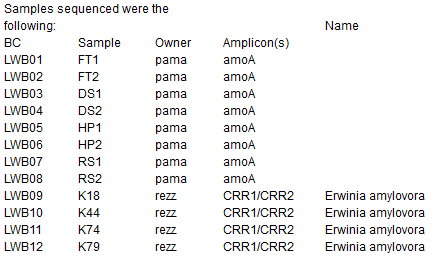 Samples sequenced were the
following: Name
BC Sample Owner Amplicon(s)
LWB01 FT1 pama amoA
LWB02 FT2 pama amoA
LWB03 DS1 pama amoA
LWB04 DS2 pama amoA
LWB05 HP1 pama amoA
LWB06 HP2 pama amoA
LWB07 RS1 pama amoA
LWB08 RS2 pama amoA
LWB09 K18 rezz CRR1/CRR2 Erwinia amylovora
LWB10 K44 rezz CRR1/CRR2 Erwinia amylovora
LWB11 K74 rezz CRR1/CRR2 Erwinia amylovora
LWB12 K79 rezz CRR1/CRR2 Erwinia amylovora